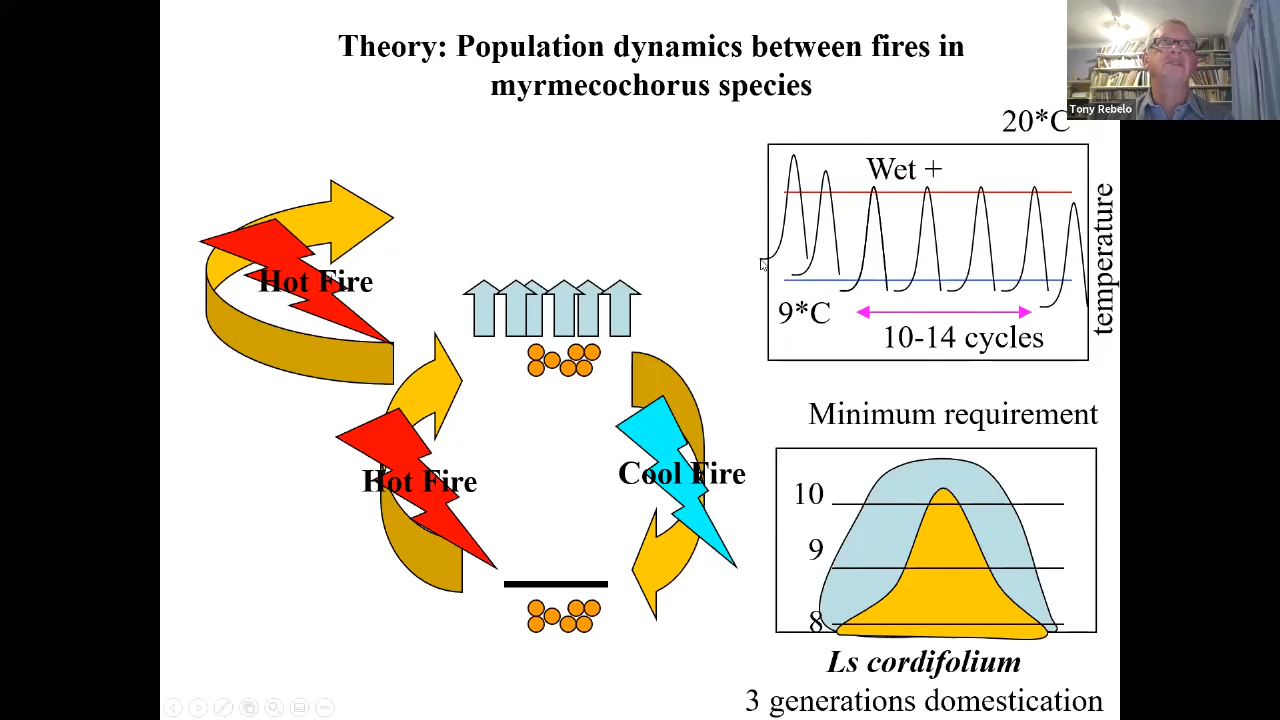 Theory: Population dynamics between fires in
myrmecochorus species
Tony Rebelo
20*C
Wet +
temperature
9*C
10-14 cycles
Hot Fire
Hot Fire
Cool Fire
Minimum requirement
10
9
8
Ls cordifolium
3 generations domestication